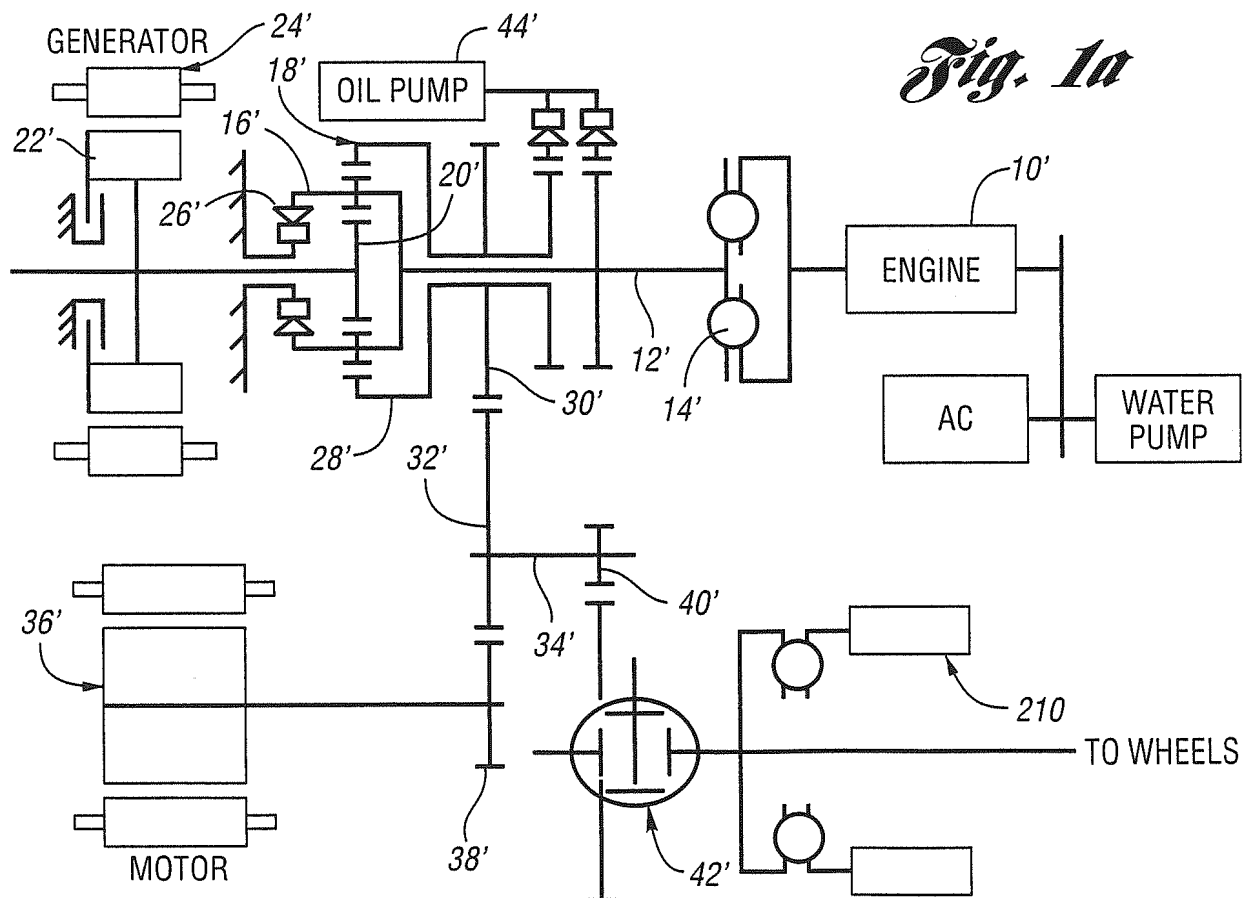 Fig. 1a
GENERATOR
24'
44'
18'
OIL PUMP
22'
16'
20'
10'
26'
ENGINE
12'
14'
30'
AC
WATER
PUMP
28'
32'
40'
36'
34'
210
TO WHEELS
MOTOR
38'
42'